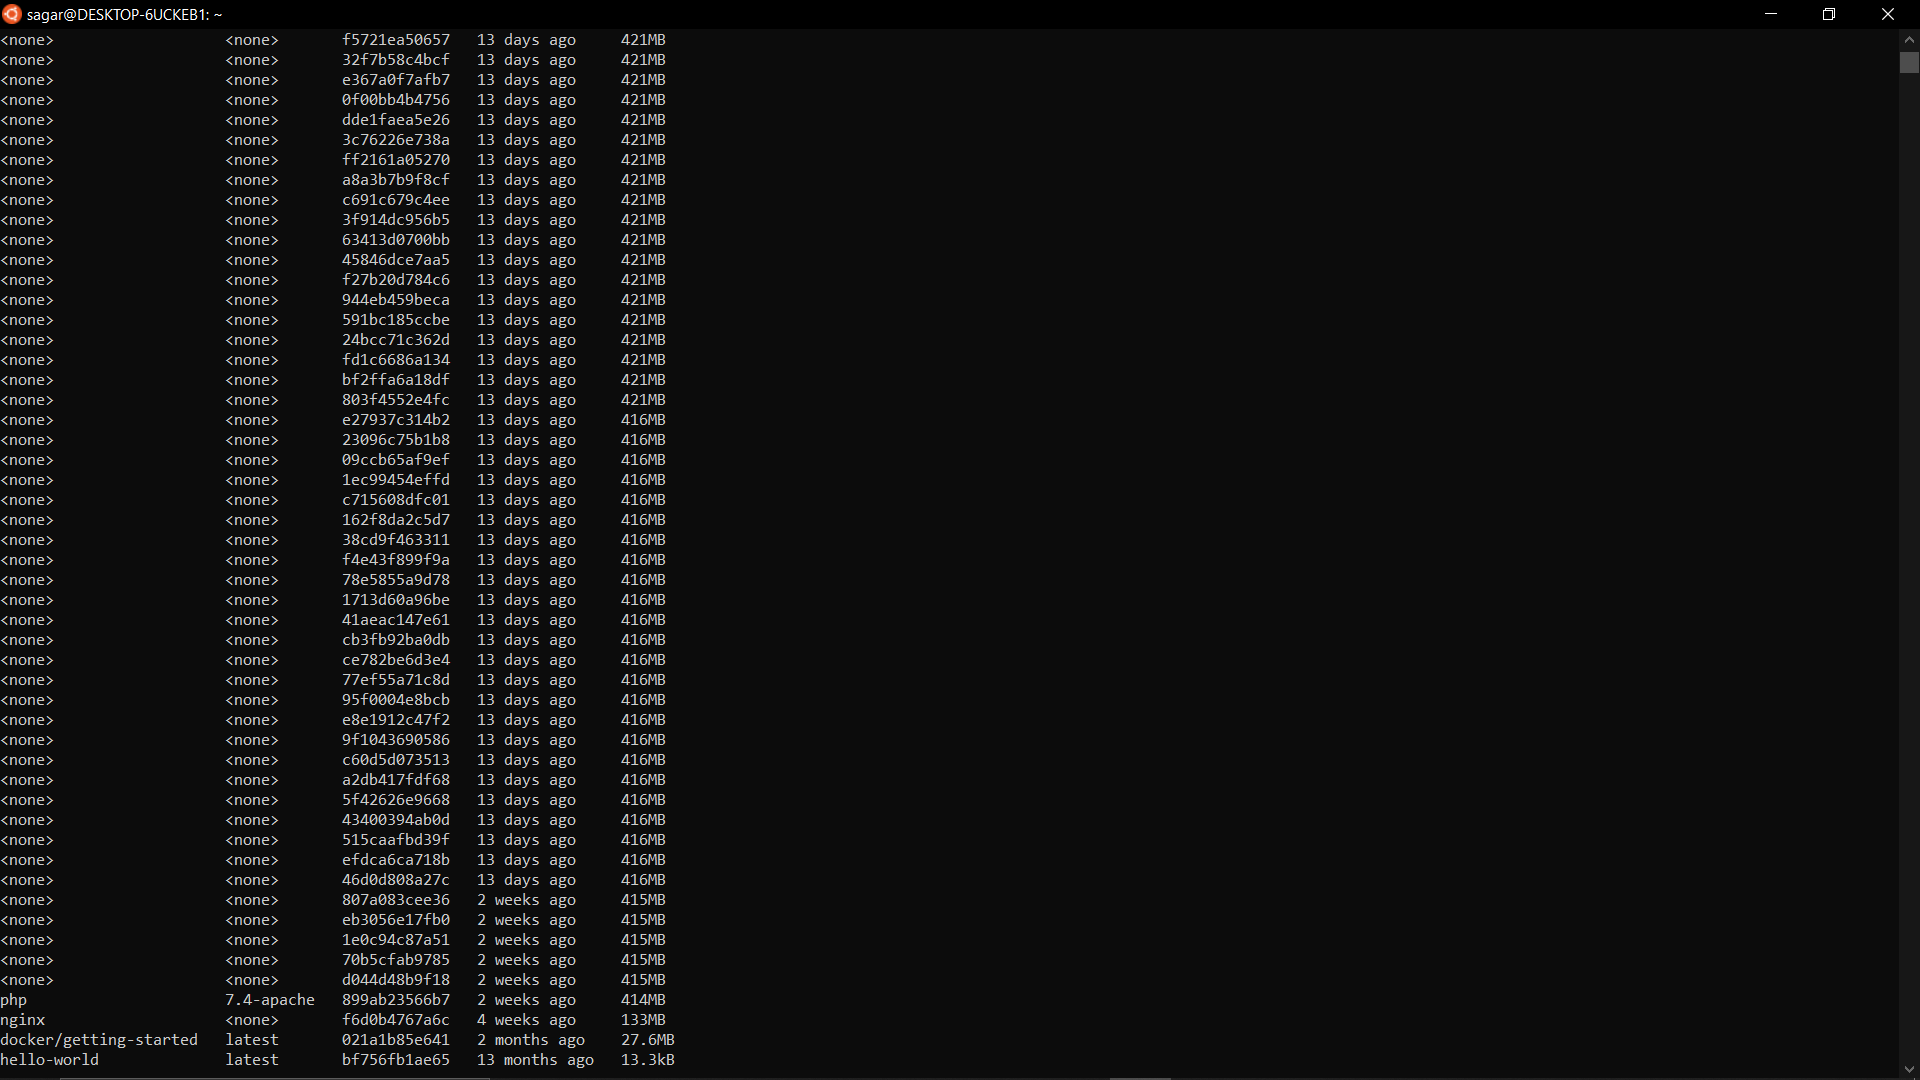 sagar@DESKTOP-6UCKEB1: ~
<none> <none> f5721ea50657 13 days ago 421MB
<none> <none> 32f7b58c4bcf 13 days ago 421MB
<none> <none> e367a0f7afb7 13 days ago 421MB
<none> <none> 0f00bb4b4756 13 days ago 421MB
<none> <none> dde1faea5e26 13 days ago 421MB
<none> <none> 3c76226e738a 13 days ago 421MB
<none> <none> ff2161a05270 13 days ago 421MB
<none> <none> a8a3b7b9f8cf 13 days ago 421MB
<none> <none> c691c679c4ee 13 days ago 421MB
<none> <none> 3f914dc956b5 13 days ago 421MB
<none> <none> 63413d0700bb 13 days ago 421MB
<none> <none> 45846dce7aa5 13 days ago 421MB
<none> <none> f27b20d784c6 13 days ago 421MB
<none> <none> 944eb459beca 13 days ago 421MB
<none> <none> 591bc185ccbe 13 days ago 421MB
<none> <none> 24bcc71c362d 13 days ago 421MB
<none> <none> fd1c6686a134 13 days ago 421MB
<none> <none> bf2ffa6a18df 13 days ago 421MB
<none> <none> 803f4552e4fc 13 days ago 421MB
<none> <none> e27937c314b2 13 days ago 416MB
<none> <none> 23096c75b1b8 13 days ago 416MB
<none> <none> 09ccb65af9ef 13 days ago 416MB
<none> <none> 1ec99454effd 13 days ago 416MB
<none> <none> c715608dfc01 13 days ago 416MB
<none> <none> 162f8da2c5d7 13 days ago 416MB
<none> <none> 38cd9f463311 13 days ago 416MB
<none> <none> f4e43f899f9a 13 days ago 416MB
<none> <none> 78e5855a9d78 13 days ago 416MB
<none> <none> 1713d60a96be 13 days ago 416MB
<none> <none> 41aeac147e61 13 days ago 416MB
<none> <none> cb3fb92ba0db 13 days ago 416MB
<none> <none> ce782be6d3e4 13 days ago 416MB
<none> <none> 77ef55a71c8d 13 days ago 416MB
<none> <none> 95f0004e8bcb 13 days ago 416MB
<none> <none> e8e1912c47f2 13 days ago 416MB
<none> <none> 9f1043690586 13 days ago 416MB
<none> <none> c60d5d073513 13 days ago 416MB
<none> <none> a2db417fdf68 13 days ago 416MB
<none> <none> 5f42626e9668 13 days ago 416MB
<none> <none> 43400394ab0d 13 days ago 416MB
<none> <none> 515caafbd39f 13 days ago 416MB
<none> <none> efdca6ca718b 13 days ago 416MB
<none> <none> 46d0d808a27c 13 days ago 416MB
<none> <none> 807a083cee36 2 weeks ago 415MB
<none> <none> eb3056e17fb0 2 weeks ago 415MB
<none> <none> 1e0c94c87a51 2 weeks ago 415MB
<none> <none> 70b5cfab9785 2 weeks ago 415MB
<none> <none> d044d48b9f18 2 weeks ago 415MB
php 7.4-apache 899ab23566b7 2 weeks ago 414MB
nginx <none> f6d0b4767a6c 4 weeks ago 133MB
docker/getting-started latest 021a1b85e641 2 months ago 27.6MB
hello-world latest bf756fb1ae65 13 months ago 13.3kB